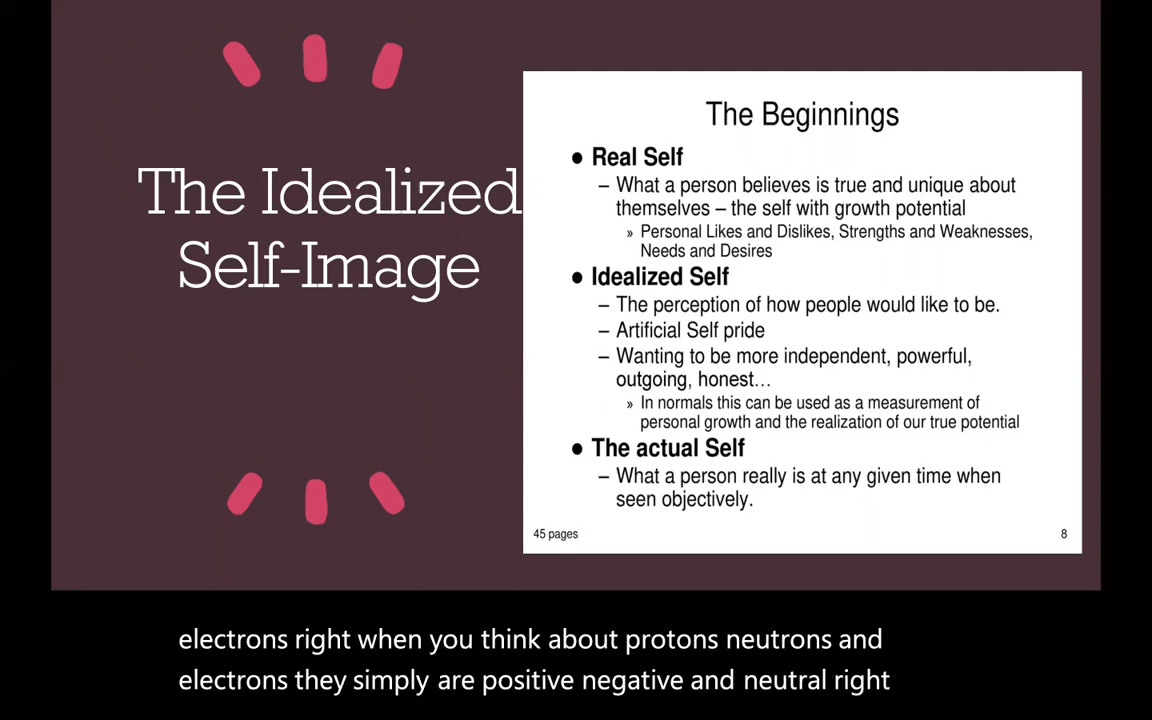 The Idealized
Self-Image
The Beginnings
● Real Self
– What a person believes is true and unique about
themselves – the self with growth potential
» Personal Likes and Dislikes, Strengths and Weaknesses,
Needs and Desires
● Idealized Self
– The perception of how people would like to be.
– Artificial Self pride
– Wanting to be more independent, powerful,
outgoing, honest…
» In normals this can be used as a measurement of
personal growth and the realization of our true potential
● The actual Self
– What a person really is at any given time when
seen objectively.
45 pages
8
electrons right when you think about protons neutrons and
electrons they simply are positive negative and neutral right